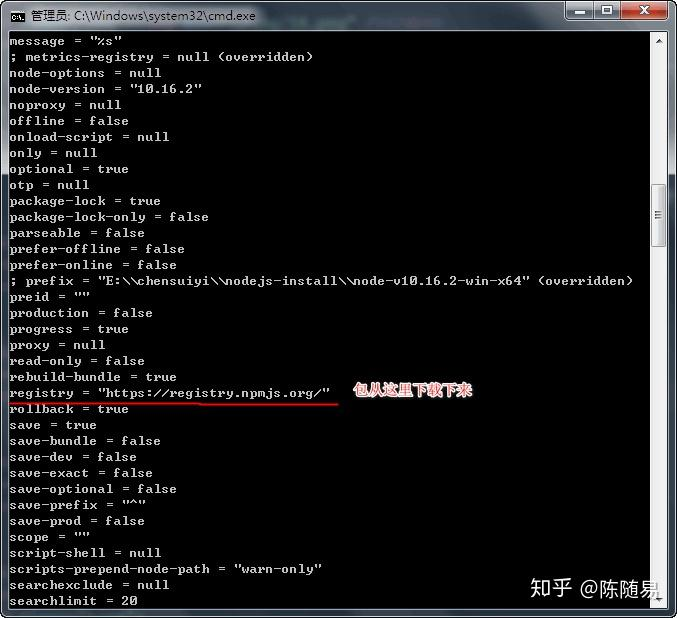 管理员: C:\Windows\system32\cmd.exe
message = "%s"
; metrics-registry = null (overridden)
node-options = null
node-version = "10.16.2"
noproxy = null
offline = false
onload-script = null
only = null
optional = true
otp = null
package-lock = true
package-lock-only = false
parseable = false
prefer-offline = false
prefer-online = false
; prefix = "E:\\chensuiyi\\nodejs-install\\node-v10.16.2-win-x64" (overridden)
preid = ""
production = false
progress = true
proxy = null
read-only = false
rebuild-bundle = true
registry = "https://registry.npmjs.org/" 包从这里下载下来
rollback = true
save = true
save-bundle = false
save-dev = false
save-exact = false
save-optional = false
save-prefix = "^"
save-prod = false
scope = ""
script-shell = null
scripts-prepend-node-path = "warn-only"
searchexclude = null
searchlimit = 20
知乎 @陈随易